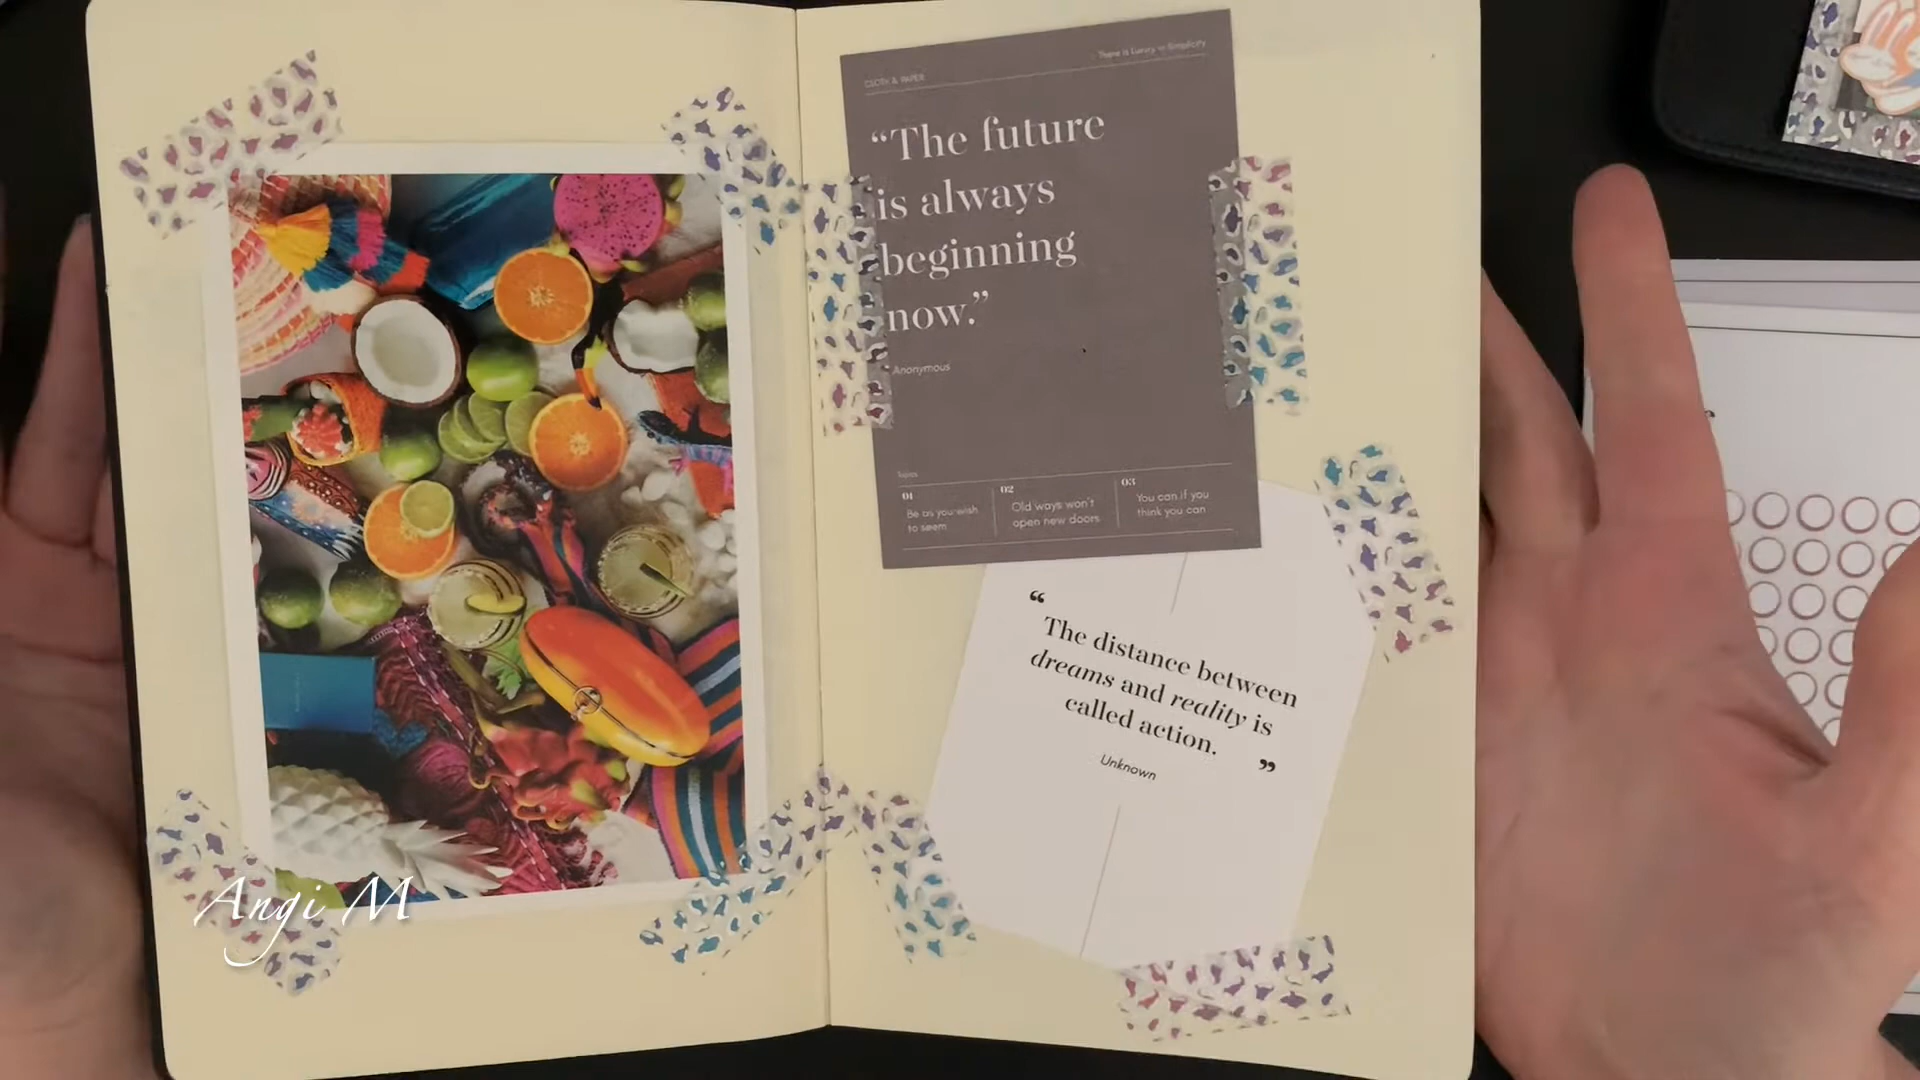 CLOTH & PAPER
There is Luxury in Simplicity
“The future
is always
beginning
now.”
Anonymous
Topics
01
Be as you wish
to seem
02
Old ways won't
open new doors
03
You can if you
think you can
“
The distance between
dreams and reality is
called action.
”
Unknown
Angi M